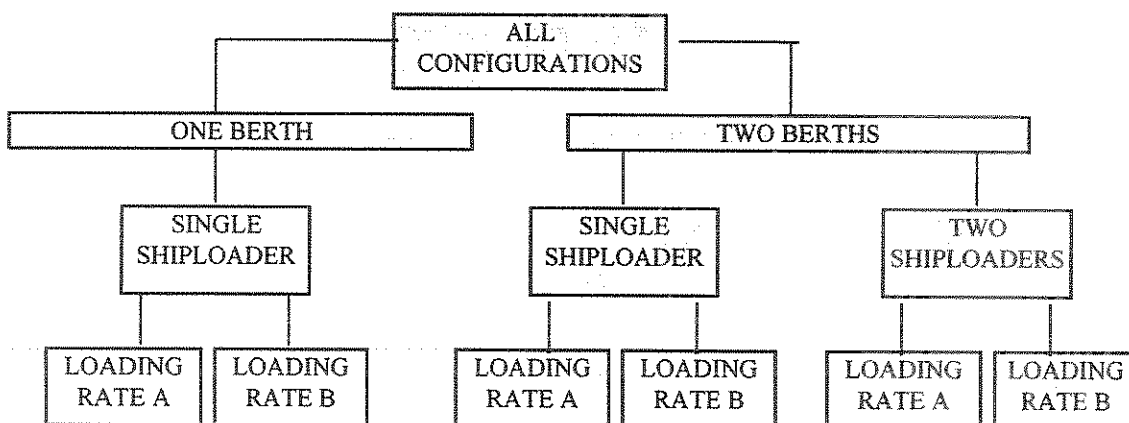 ALL
CONFIGURATIONS
ONE BERTH
TWO BERTHS
SINGLE
SHIPLOADER
SINGLE
SHIPLOADER
TWO
SHIPLOADERS
LOADING
RATE A
LOADING
RATE B
LOADING
RATE A
LOADING
RATE B
LOADING
RATE A
LOADING
RATE B